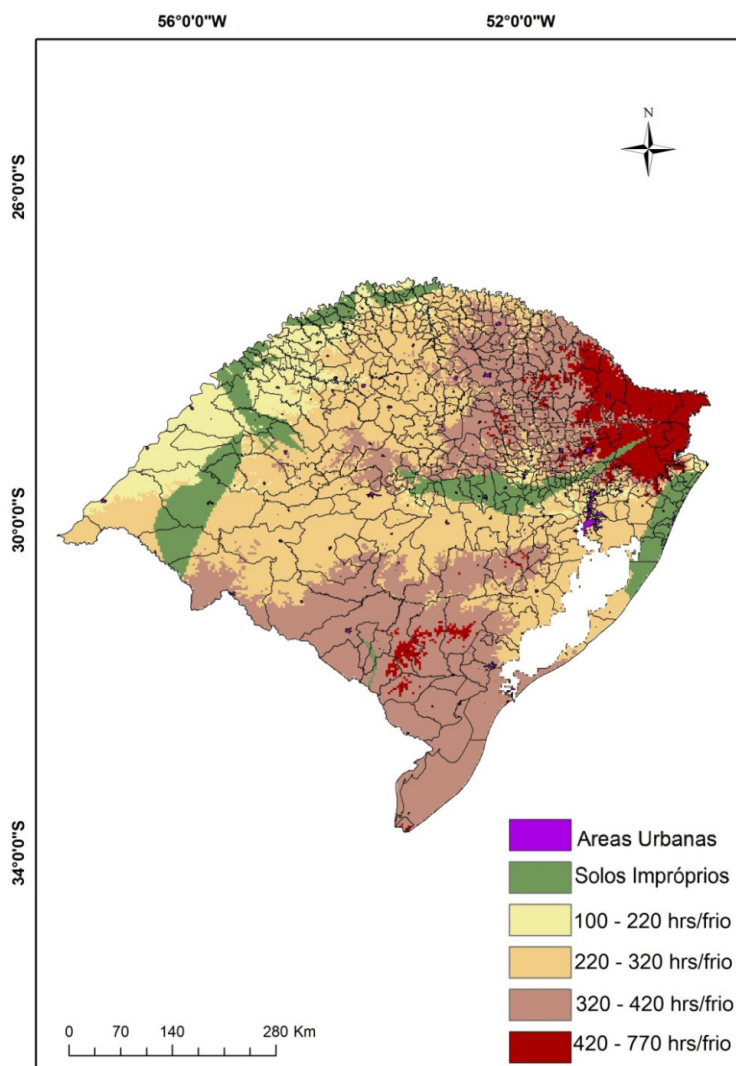 56°0'0"W 52°0'0"W
26°0'0"S
N
30°0'0"S
34°0'0"S
Areas Urbanas
Solos Impróprios
100 - 220 hrs/frio
220 - 320 hrs/frio
320 - 420 hrs/frio
420 - 770 hrs/frio
0 70 140 280 Km